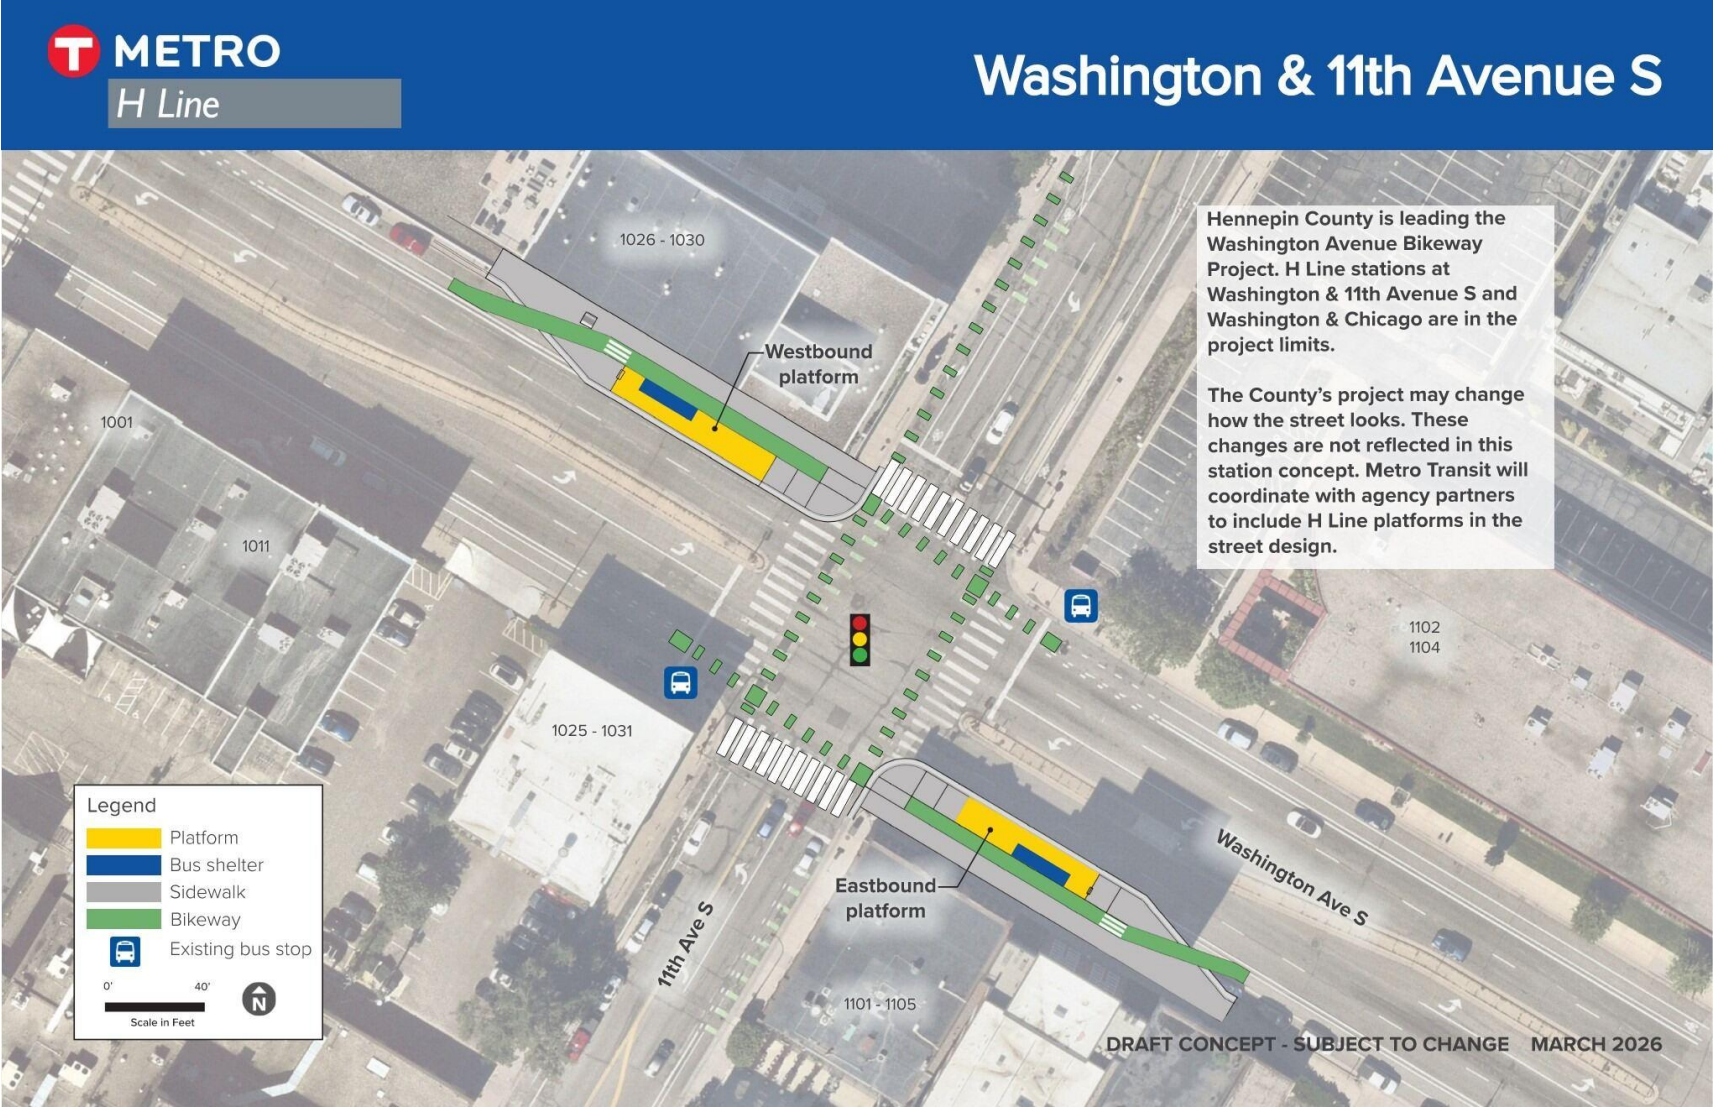 T METRO
H Line
Washington & 11th Avenue S
1026 - 1030
Hennepin County is leading the
Washington Avenue Bikeway
Project. H Line stations at
Washington & 11th Avenue S and
Washington & Chicago are in the
project limits.
The County’s project may change
how the street looks. These
changes are not reflected in this
station concept. Metro Transit will
coordinate with agency partners
to include H Line platforms in the
street design.
Westbound
platform
1001
1011
1102
1104
1025 - 1031
Legend
Platform
Bus shelter
Sidewalk
Bikeway
Existing bus stop
0'
40'
Scale in Feet
N
Eastbound
platform
Washington Ave S
11th Ave S
1101 - 1105
DRAFT CONCEPT - SUBJECT TO CHANGE MARCH 2026